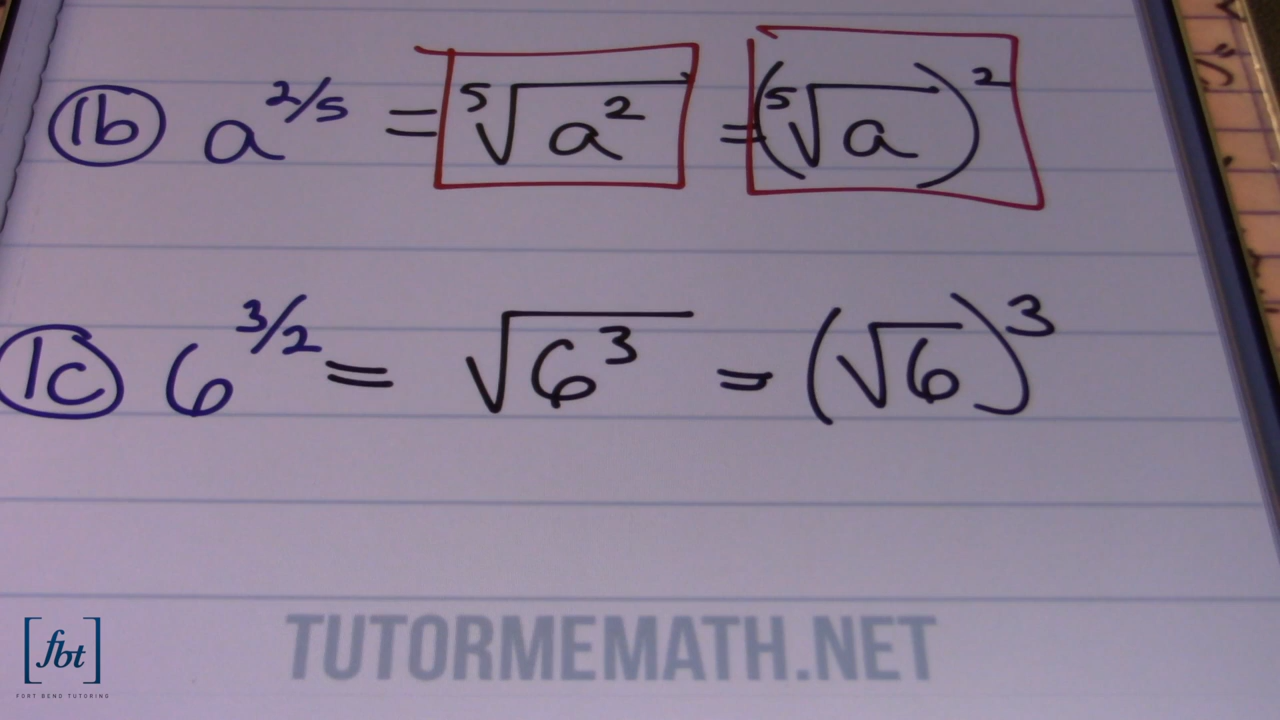 1b a^{2/5} = ⁵√a² = (⁵√a)²
1c 6^{3/2} = √6³ = (√6)³
[fbt]
FORT BEND TUTORING
TUTORMEMATH.NET